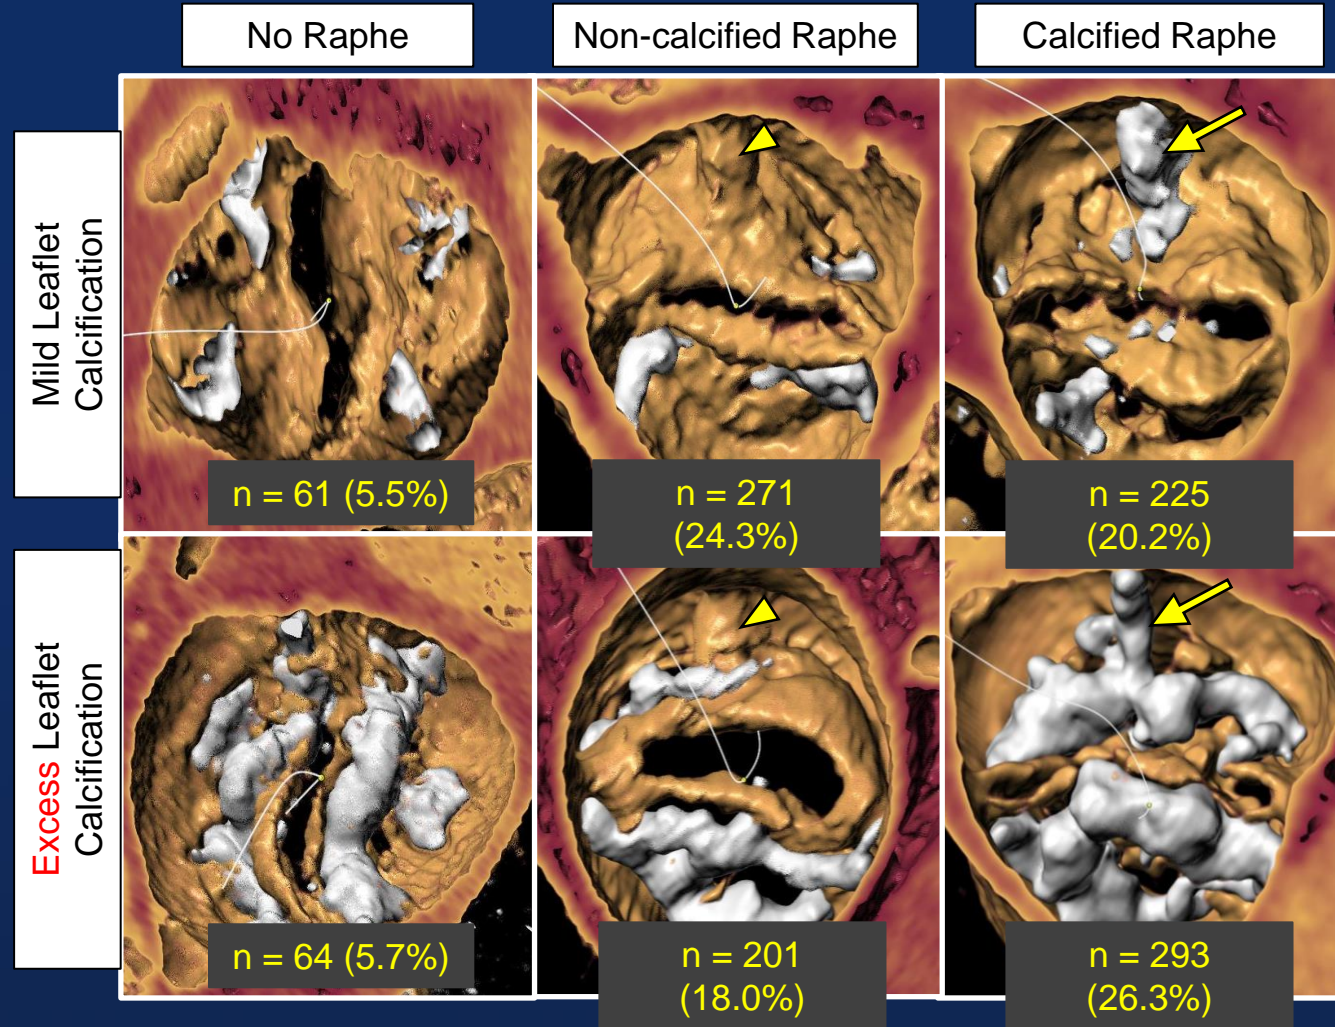 No Raphe
Non-calcified Raphe
Calcified Raphe
Mild Leaflet
Calcification
n = 61 (5.5%)
n = 271
(24.3%)
n = 225
(20.2%)
Excess Leaflet
Calcification
n = 64 (5.7%)
n = 201
(18.0%)
n = 293
(26.3%)